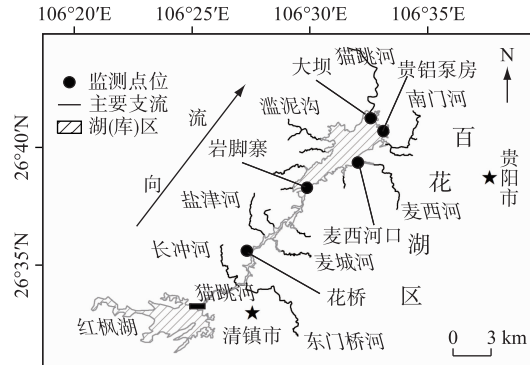 106°20′E
106°25′E
106°30′E
106°35′E
26°40′N
26°35′N
监测点位
主要支流
湖(库)区
猫跳河
大坝
贵铝泵房
N
滥泥沟
南门河
流
向
岩脚寨
百
花
湖
区
贵阳市
盐津河
麦西河
麦西河口
长冲河
麦城河
猫跳河
花桥
红枫湖
清镇市
东门桥河
0 3 km